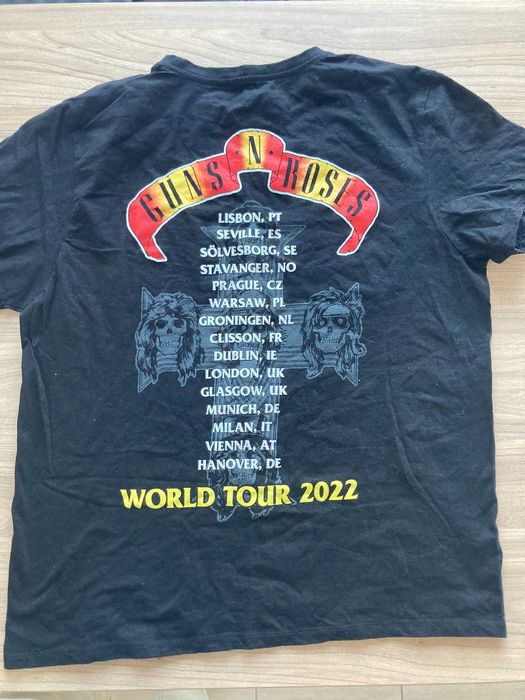 GUNS N' ROSES
LISBON, PT
SEVILLE, ES
SÖLVESBORG, SE
STAVANGER, NO
PRAGUE, CZ
WARSAW, PL
GRONINGEN, NL
CLISSON, FR
DUBLIN, IE
LONDON, UK
GLASGOW, UK
MUNICH, DE
MILAN, IT
VIENNA, AT
HANOVER, DE
WORLD TOUR 2022